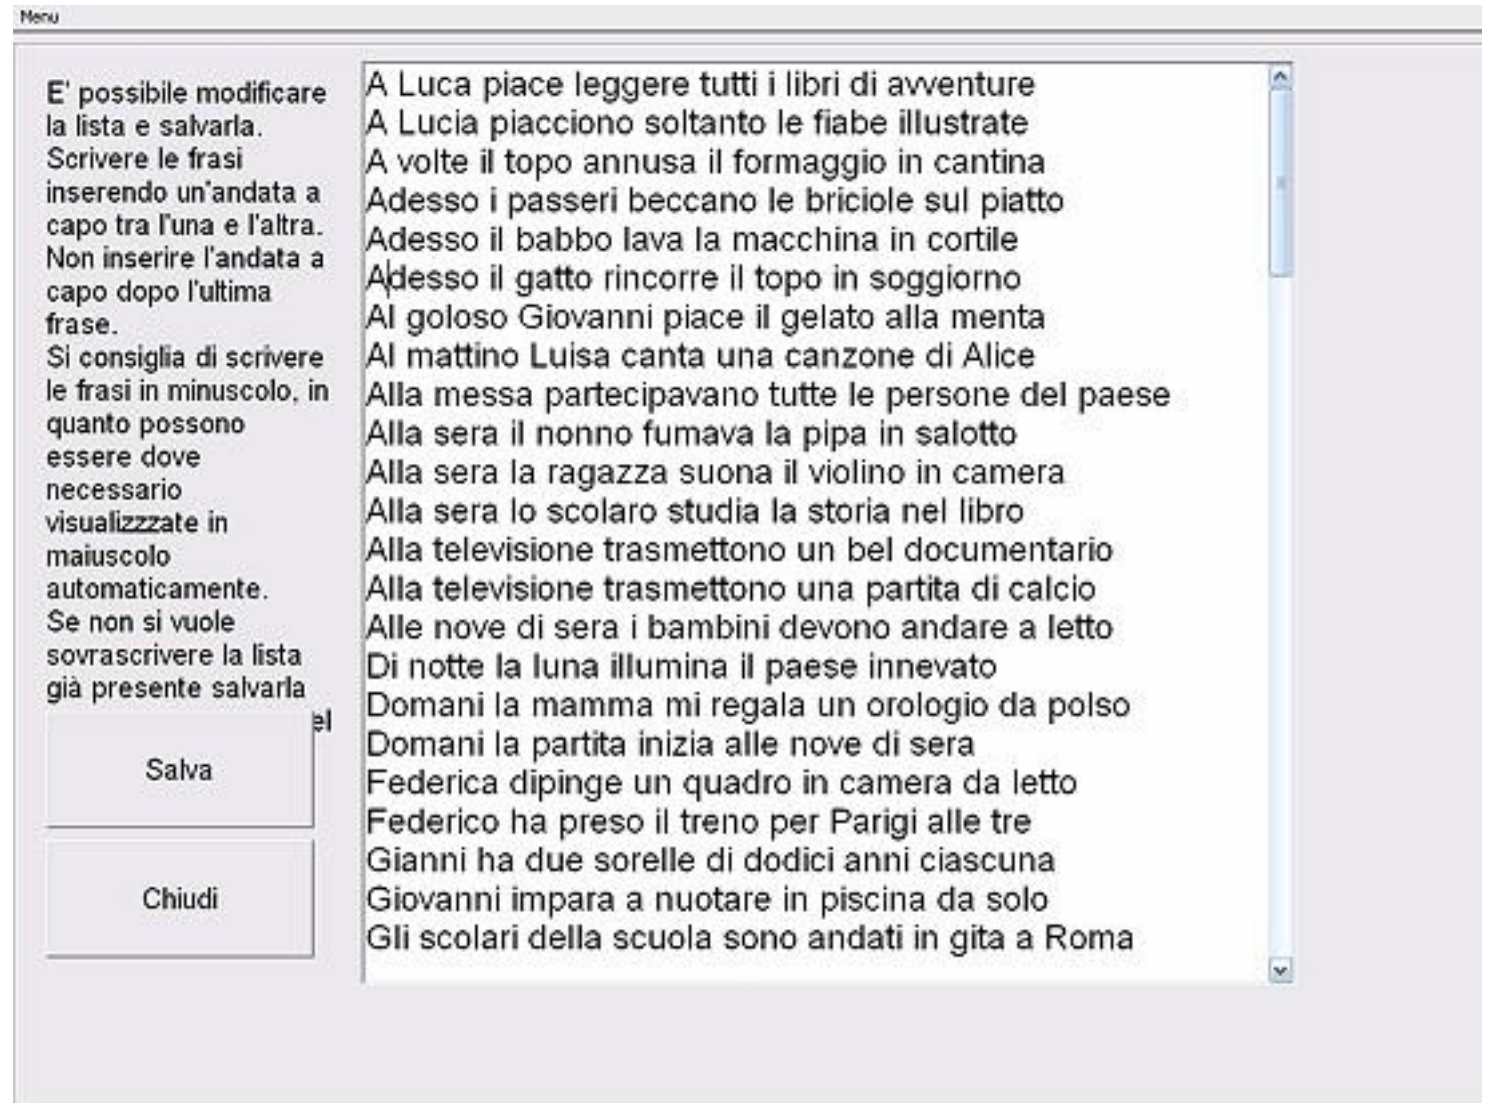 Menu
E' possibile modificare
la lista e salvarla.
Scrivere le frasi
inserendo un'andata a
capo tra l'una e l'altra.
Non inserire l'andata a
capo dopo l'ultima
frase.
Si consiglia di scrivere
le frasi in minuscolo, in
quanto possono
essere dove
necessario
visualizzzate in
maiuscolo
automaticamente.
Se non si vuole
sovrascrivere la lista
già presente salvarla
Salva
Chiudi
A Luca piace leggere tutti i libri di avventure
A Lucia piacciono soltanto le fiabe illustrate
A volte il topo annusa il formaggio in cantina
Adesso i passeri beccano le briciole sul piatto
Adesso il babbo lava la macchina in cortile
Adesso il gatto rincorre il topo in soggiorno
Al goloso Giovanni piace il gelato alla menta
Al mattino Luisa canta una canzone di Alice
Alla messa partecipavano tutte le persone del paese
Alla sera il nonno fumava la pipa in salotto
Alla sera la ragazza suona il violino in camera
Alla sera lo scolaro studia la storia nel libro
Alla televisione trasmettono un bel documentario
Alla televisione trasmettono una partita di calcio
Alle nove di sera i bambini devono andare a letto
Di notte la luna illumina il paese innevato
Domani la mamma mi regala un orologio da polso
Domani la partita inizia alle nove di sera
Federica dipinge un quadro in camera da letto
Federico ha preso il treno per Parigi alle tre
Gianni ha due sorelle di dodici anni ciascuna
Giovanni impara a nuotare in piscina da solo
Gli scolari della scuola sono andati in gita a Roma